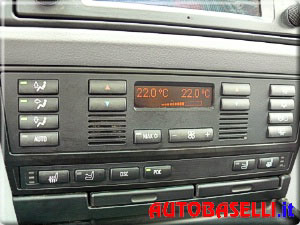 22.0°C 22.0°C
AUTO
MAX
DSC PDC
AUTOBASELLI.it